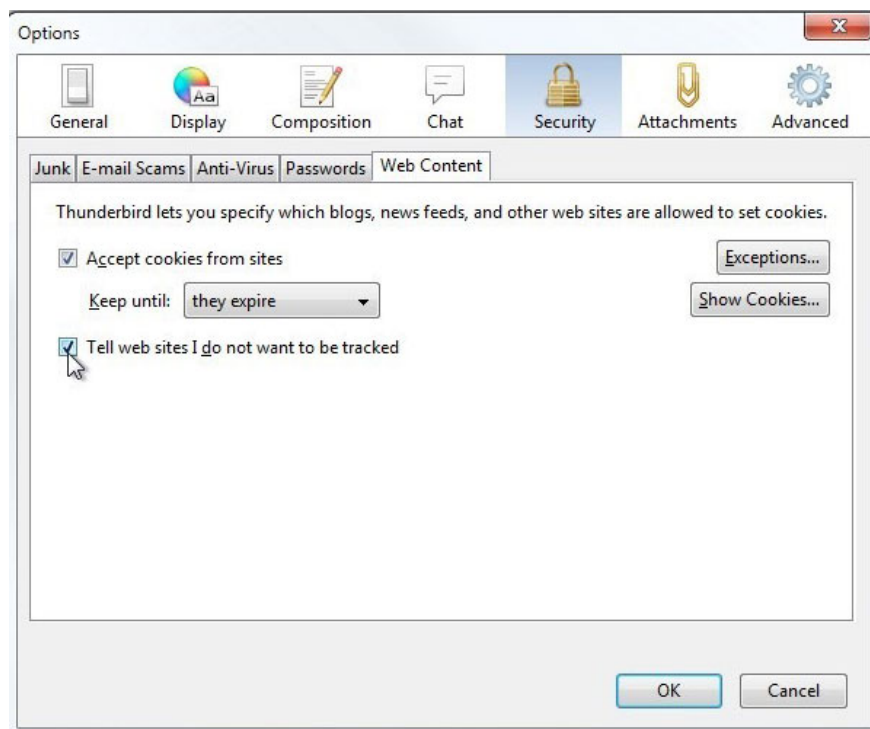 Options
General Display Composition Chat Security Attachments Advanced
Junk E-mail Scams Anti-Virus Passwords Web Content
Thunderbird lets you specify which blogs, news feeds, and other web sites are allowed to set cookies.
Accept cookies from sites Exceptions...
Keep until: they expire Show Cookies...
Tell web sites I do not want to be tracked
OK Cancel